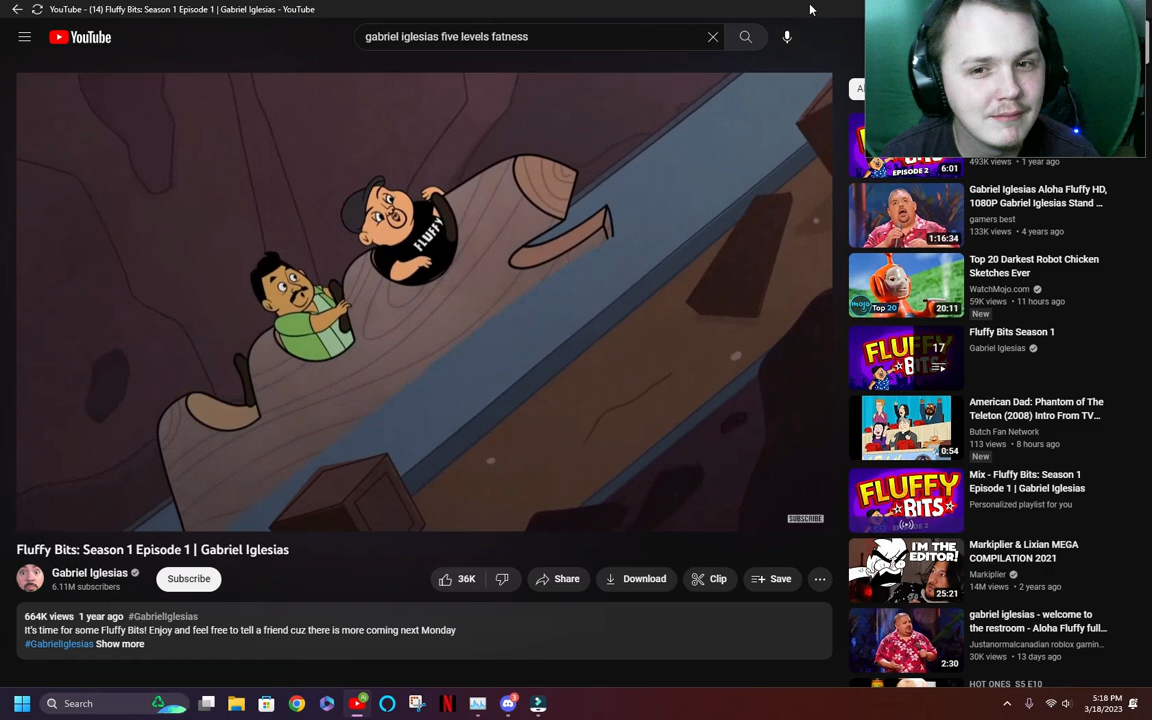 YouTube - (14) Fluffy Bits: Season 1 Episode 1 | Gabriel Iglesias - YouTube
YouTube
gabriel iglesias five levels fatness
FLUFFY
SUBSCRIBE
Fluffy Bits: Season 1 Episode 1 | Gabriel Iglesias
Gabriel Iglesias
6.11M subscribers
Subscribe
36K
Share
Download
Clip
Save
664K views 1 year ago #GabrielIglesias
It's time for some Fluffy Bits! Enjoy and feel free to tell a friend cuz there is more coming next Monday
#GabrielIglesias Show more
EPISODE 2
6:01
493K views • 1 year ago
1:16:34
Gabriel Iglesias Aloha Fluffy HD,
1080P Gabriel Iglesias Stand ...
gamers best
133K views • 4 years ago
Top 20
20:11
Top 20 Darkest Robot Chicken
Sketches Ever
WatchMojo.com
59K views • 11 hours ago
New
17
Fluffy Bits Season 1
Gabriel Iglesias
0:54
American Dad: Phantom of The
Teleton (2008) Intro From TV...
Butch Fan Network
113 views • 8 hours ago
New
FLUFFY
BITS
Mix - Fluffy Bits: Season 1
Episode 1 | Gabriel Iglesias
Personalized playlist for you
I'M THE
EDITOR!
25:21
Markiplier & Lixian MEGA
COMPILATION 2021
Markiplier
14M views • 2 years ago
2:30
gabriel iglesias - welcome to
the restroom - Aloha Fluffy full...
Justanormalcanadian roblox gamin...
30K views • 13 days ago
HOT ONES S5 E10
Search
3
5:18 PM
3/18/2023